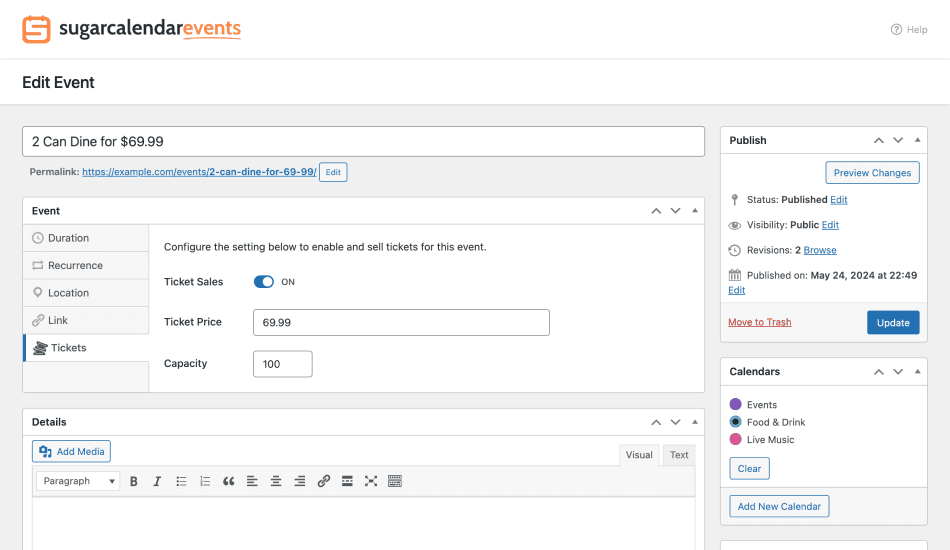 sugarcalendarevents
Help
Edit Event
2 Can Dine for $69.99
Permalink: https://example.com/events/2-can-dine-for-69-99/ Edit
Event
Duration
Recurrence
Location
Link
Tickets
Configure the setting below to enable and sell tickets for this event.
Ticket Sales ON
Ticket Price 69.99
Capacity 100
Details
Add Media
Visual Text
Paragraph
Publish
Preview Changes
Status: Published Edit
Visibility: Public Edit
Revisions: 2 Browse
Published on: May 24, 2024 at 22:49
Edit
Move to Trash Update
Calendars
Events
Food & Drink
Live Music
Clear
Add New Calendar